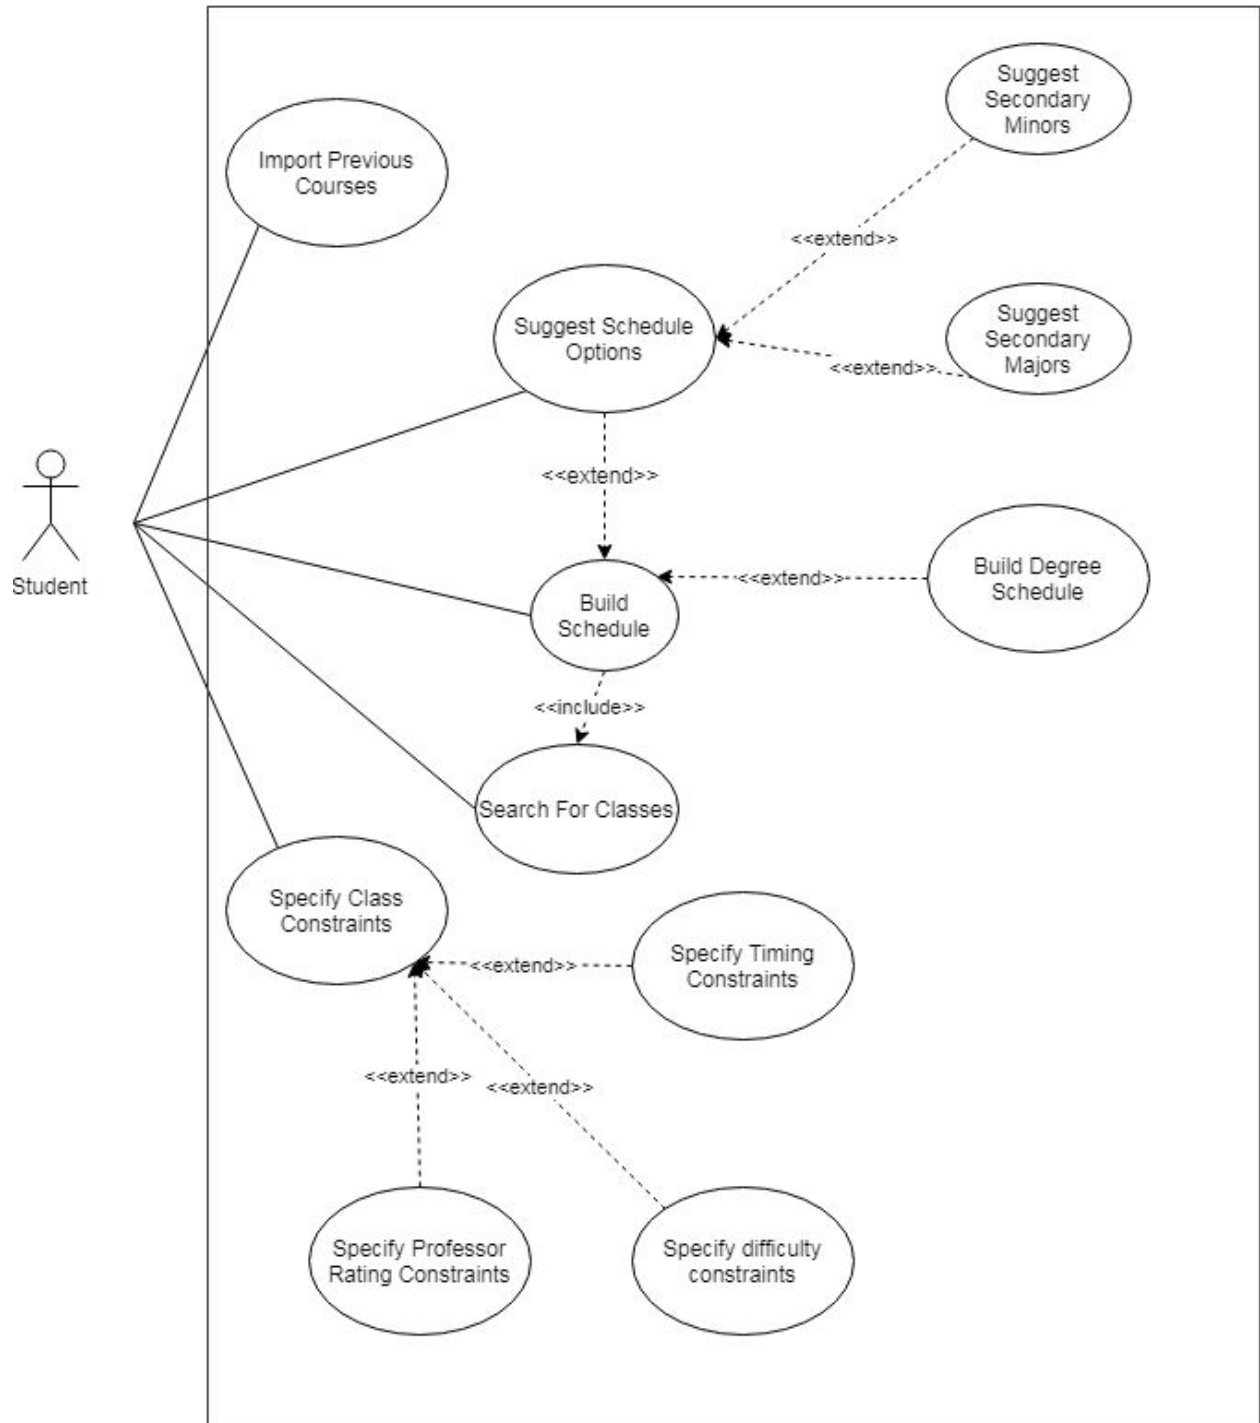 Suggest
Secondary
Minors
Import Previous
Courses
<<extend>>
Suggest Schedule
Options
Suggest
Secondary
Majors
<<extend>>
<<extend>>
Student
Build
Schedule
<<extend>>
Build Degree
Schedule
<<include>>
Search For Classes
Specify Class
Constraints
<<extend>>
Specify Timing
Constraints
<<extend>>
<<extend>>
Specify Professor
Rating Constraints
Specify difficulty
constraints